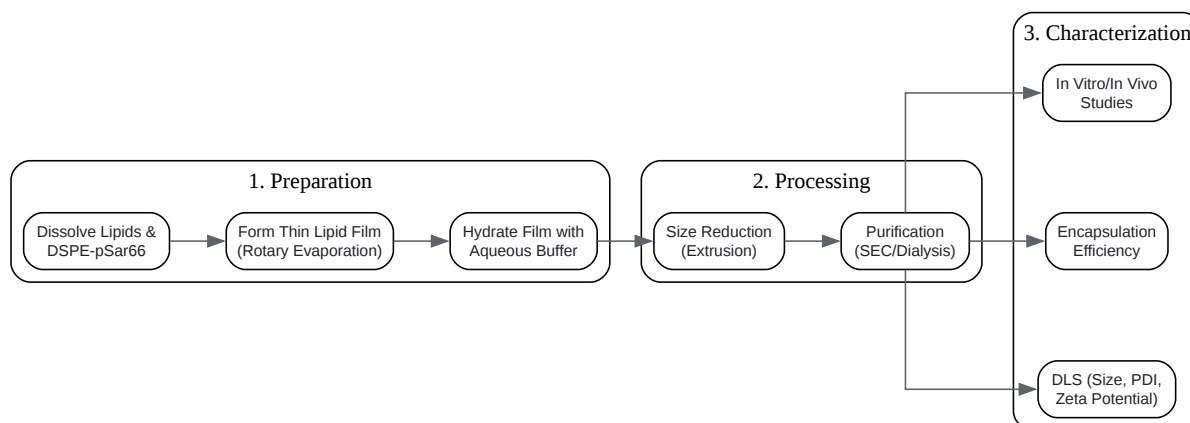 1. Preparation
Dissolve Lipids &
DSPE-pSar66
Form Thin Lipid Film
(Rotary Evaporation)
Hydrate Film with
Aqueous Buffer
2. Processing
Size Reduction
(Extrusion)
Purification
(SEC/Dialysis)
3. Characterization
In Vitro/In Vivo
Studies
Encapsulation
Efficiency
DLS (Size, PDI,
Zeta Potential)